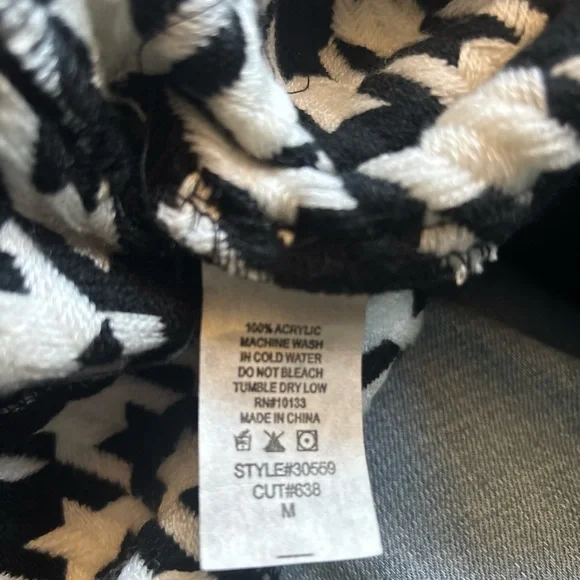 100% ACRYLIC
MACHINE WASH
IN COLD WATER
DO NOT BLEACH
TUMBLE DRY LOW
RN#10133
MADE IN CHINA
STYLE#30559
CUT#638
M